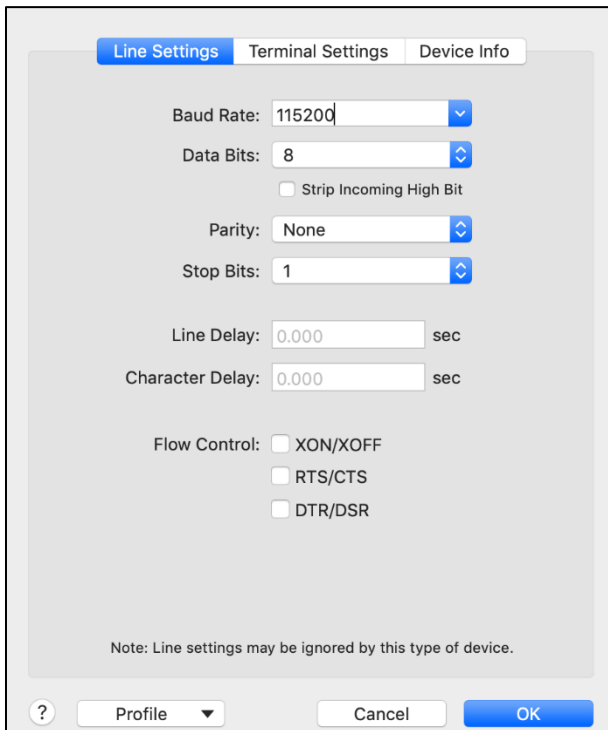 Line Settings Terminal Settings Device Info
Baud Rate: 115200
Data Bits: 8
Strip Incoming High Bit
Parity: None
Stop Bits: 1
Line Delay: 0.000 sec
Character Delay: 0.000 sec
Flow Control: XON/XOFF
RTS/CTS
DTR/DSR
Note: Line settings may be ignored by this type of device.
? Profile Cancel OK